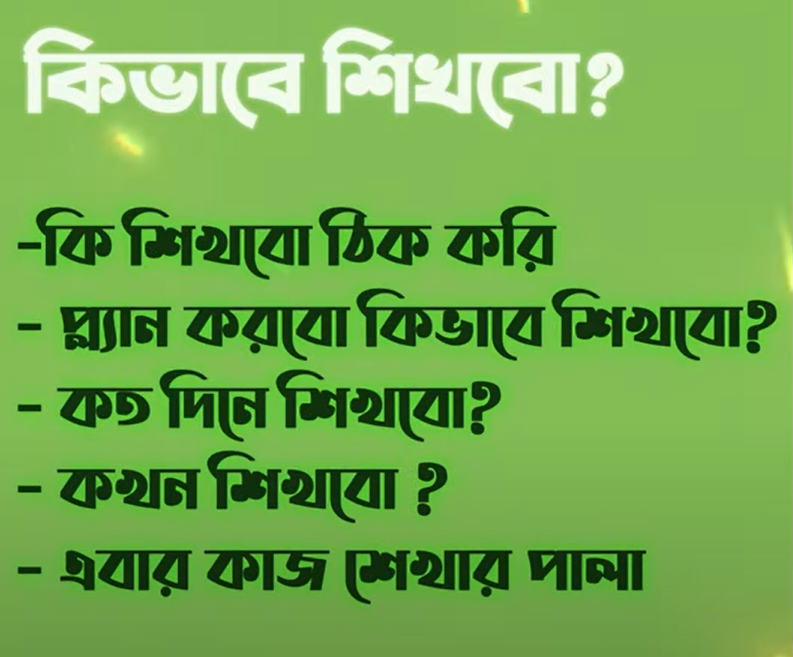 কিভাবে শিখবো?
-কি শিখবো ঠিক করি
- প্ল্যান করবো কিভাবে শিখবো?
- কত দিনে শিখবো?
- কখন শিখবো ?
- এবার কাজ শেখার পালা